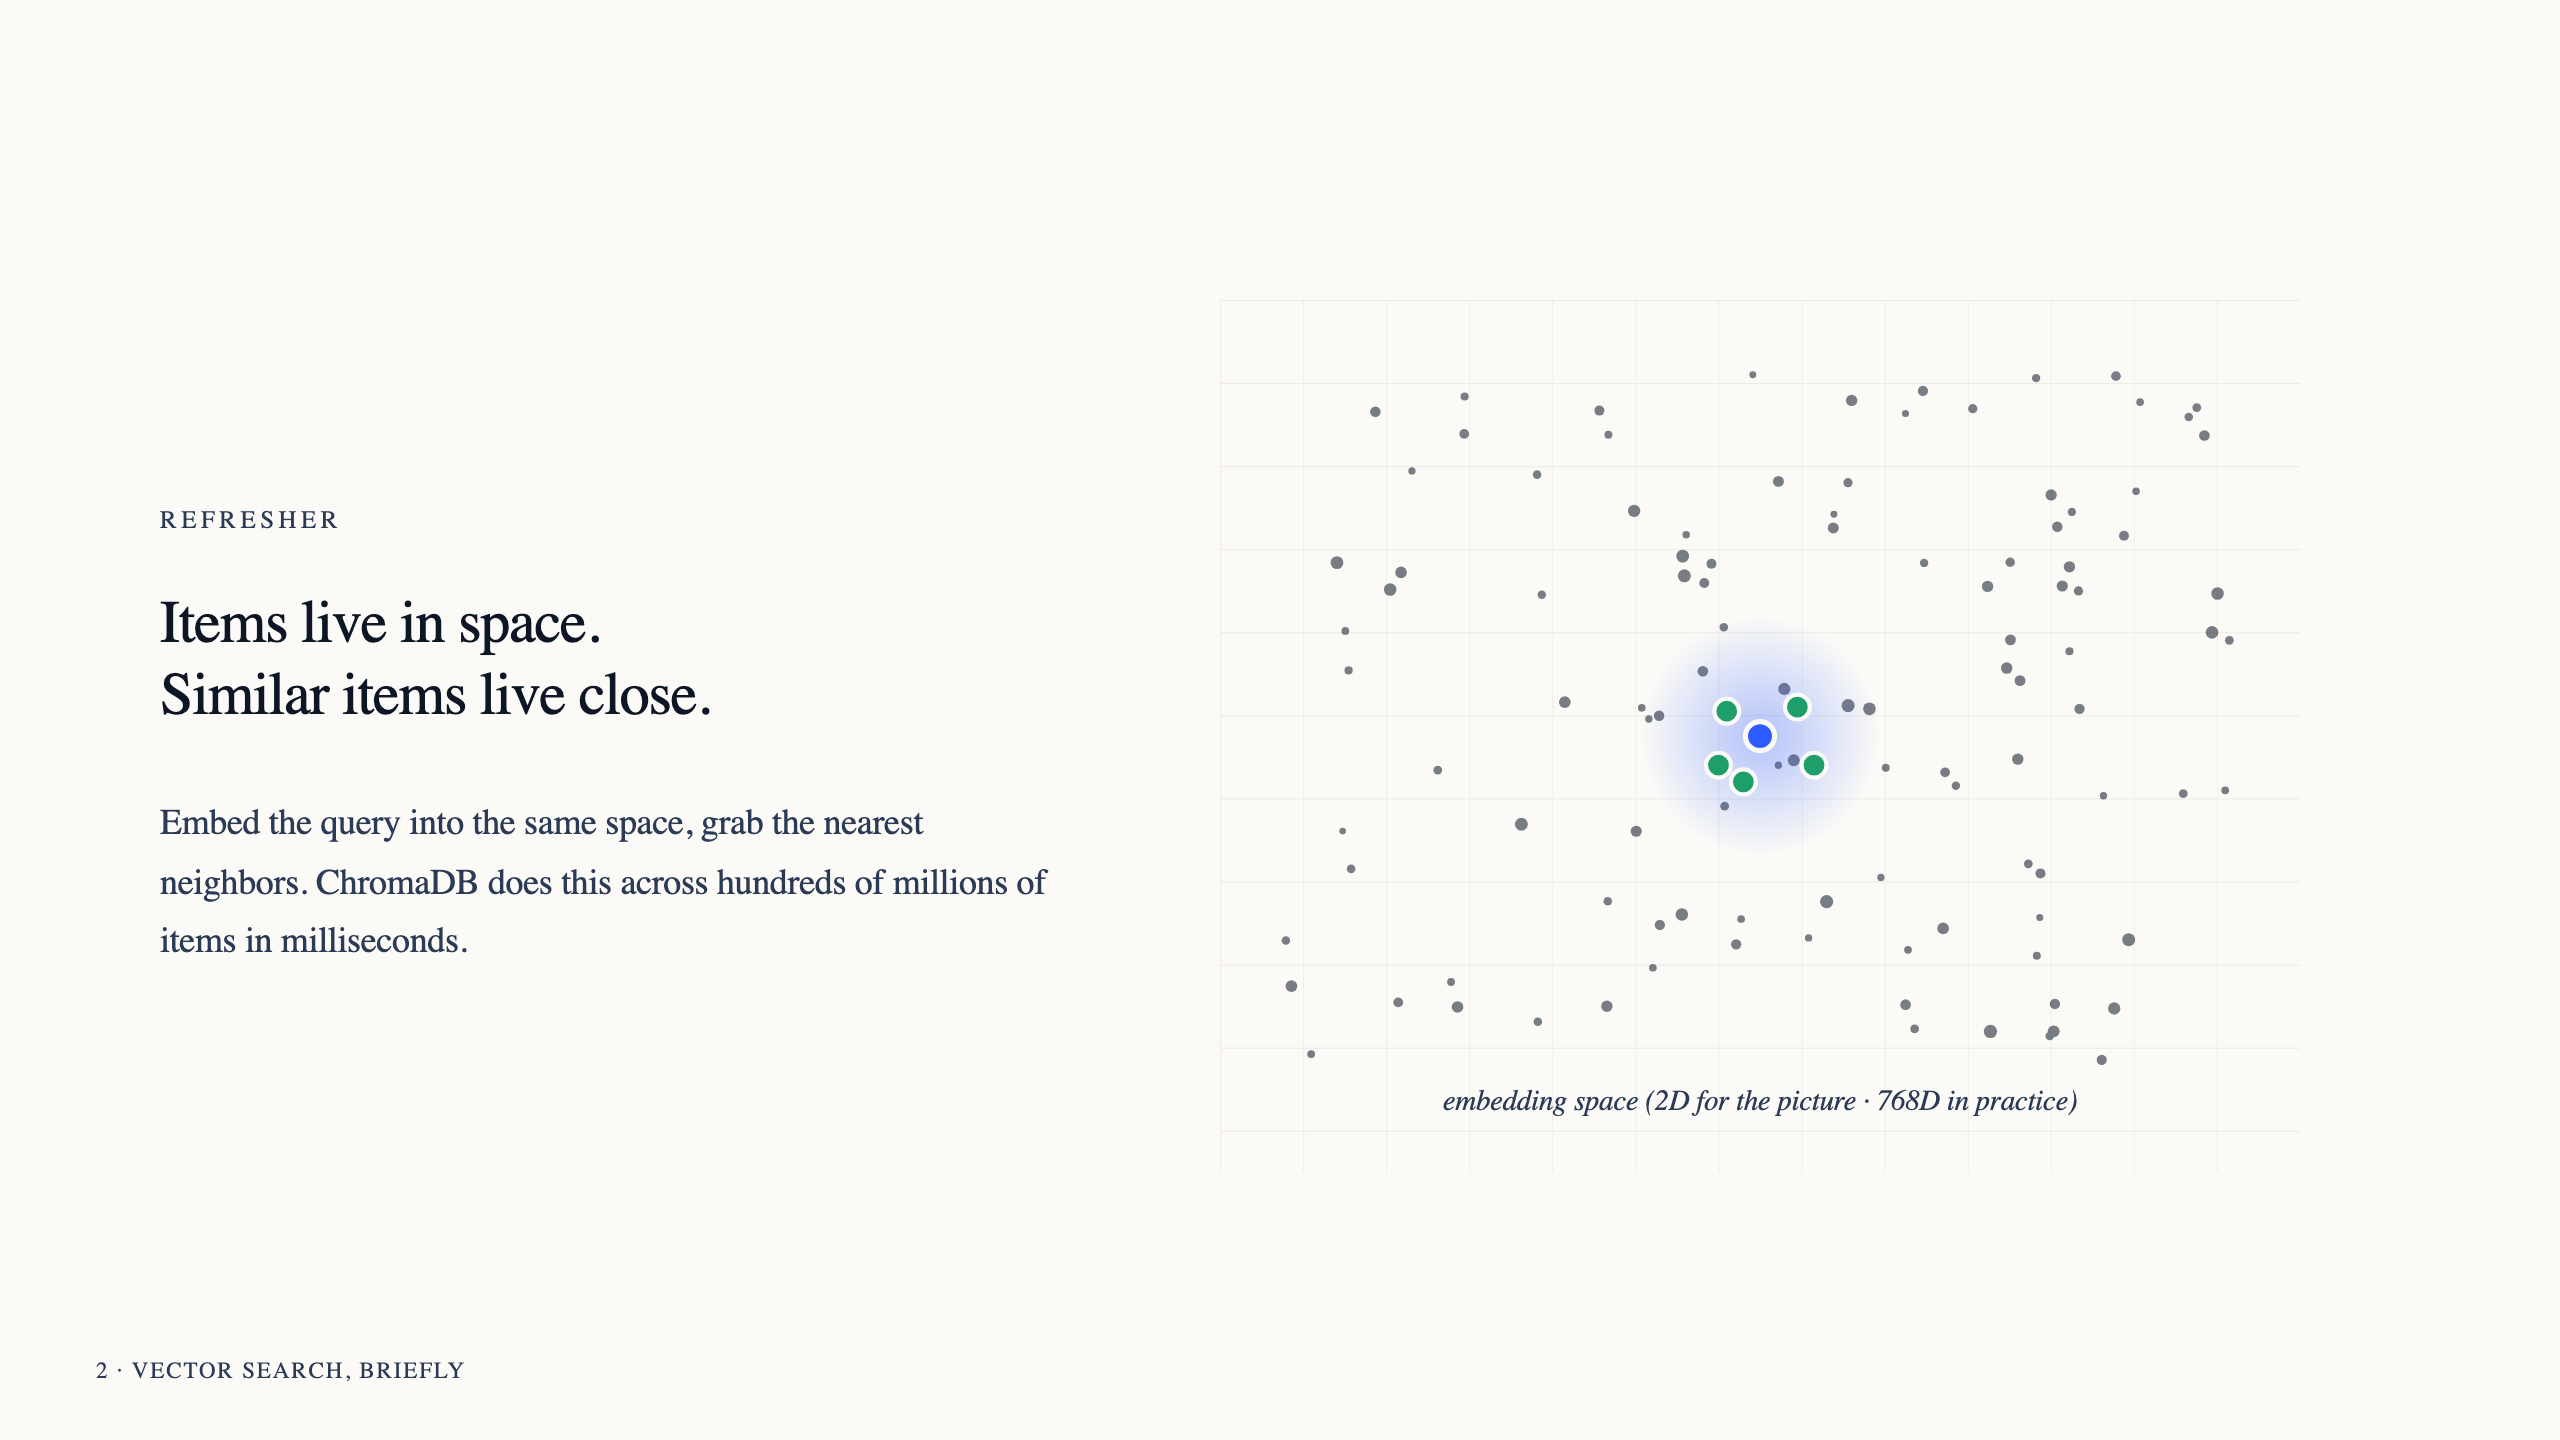 REFRESHER
Items live in space.
Similar items live close.
Embed the query into the same space, grab the nearest
neighbors. ChromaDB does this across hundreds of millions of
items in milliseconds.
embedding space (2D for the picture · 768D in practice)
2 · VECTOR SEARCH, BRIEFLY